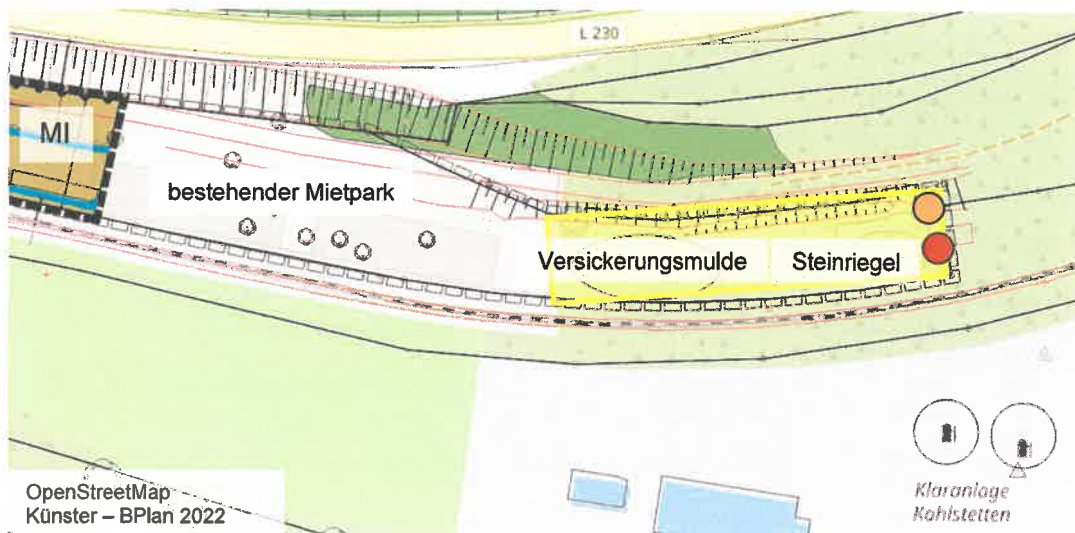 L 230
MI
bestehender Mietpark
Versickerungsmulde
Steinriegel
OpenStreetMap
Künster – BPlan 2022
Kläranlage
Kohlstetten